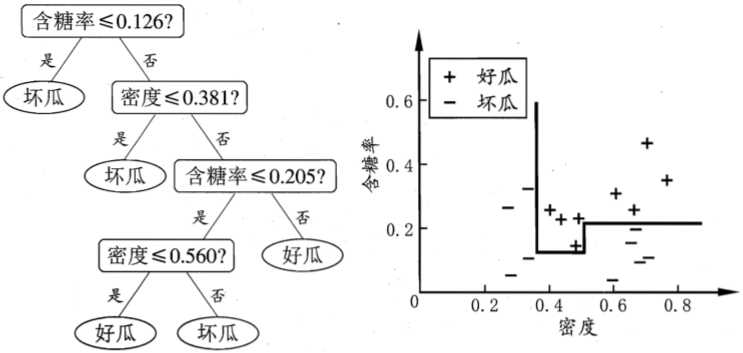 含糖率≤0.126?
是
否
坏瓜
密度≤0.381?
是
否
坏瓜
含糖率≤0.205?
是
否
密度≤0.560?
好瓜
是
否
好瓜
坏瓜
+ 好瓜
− 坏瓜
含糖率
0.6
0.4
0.2
0
0.2
0.4
0.6
0.8
密度